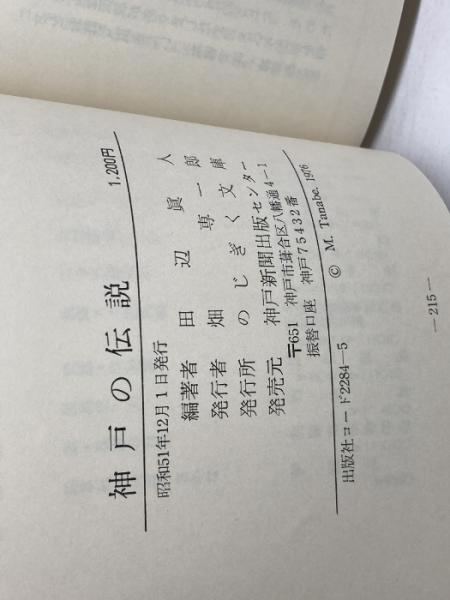 神戸の伝説 1,200円
昭和51年12月1日発行
編著者 田辺眞人
発行者 畑専一郎
発行所 のじぎく文庫
発売元 神戸新聞出版センター
〒651 神戸市葺合区八幡通4-1
振替口座 神戸75432番
© M. Tanabe, 1976
出版社コード2284-5
— 215 —